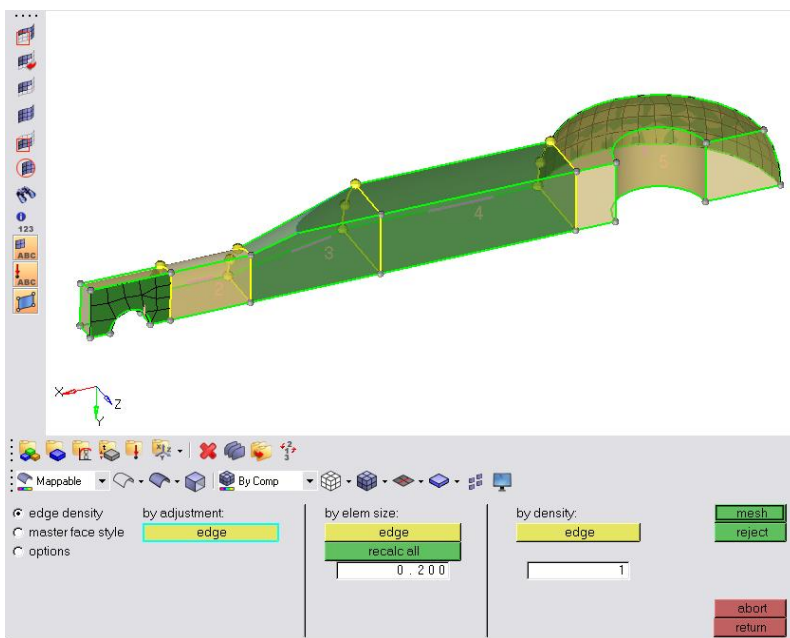 123
ABC
ABC
5
4
3
2
X
Z
Y
Mappable
By Comp
edge density
by adjustment:
by elem size:
by density:
mesh
master face style
edge
edge
edge
reject
options
recalc all
0.200
1
abort
return